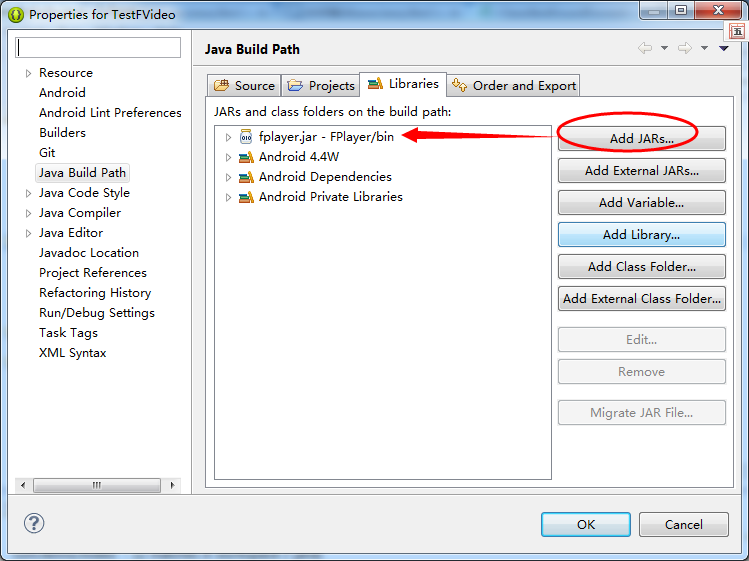 Properties for TestFVideo
五
Resource
Android
Android Lint Preferences
Builders
Git
Java Build Path
Java Code Style
Java Compiler
Java Editor
Javadoc Location
Project References
Refactoring History
Run/Debug Settings
Task Tags
XML Syntax
Java Build Path
Source Projects Libraries Order and Export
JARs and class folders on the build path:
fplayer.jar - FPlayer/bin
Android 4.4W
Android Dependencies
Android Private Libraries
Add JARs...
Add External JARs...
Add Variable...
Add Library...
Add Class Folder...
Add External Class Folder...
Edit...
Remove
Migrate JAR File...
OK Cancel